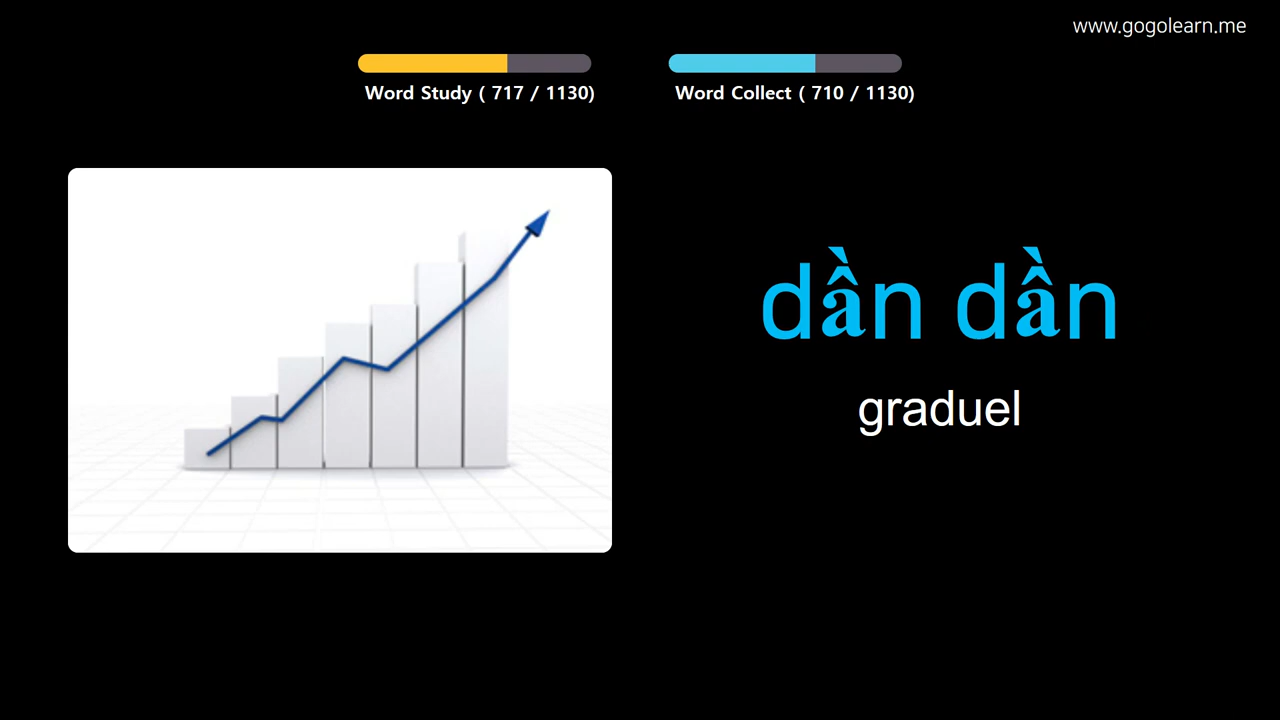 www.gogolearn.me
Word Study ( 717 / 1130)
Word Collect ( 710 / 1130)
dần dần
graduel